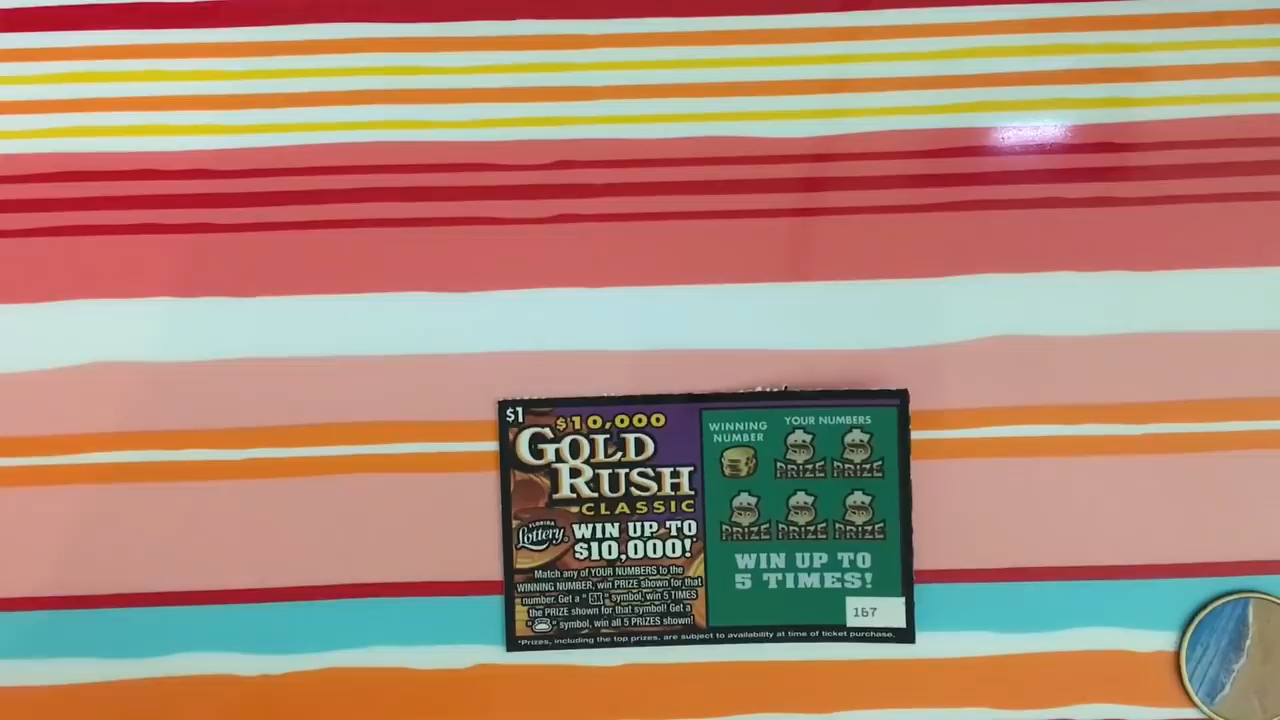 $1
$10,000
GOLD
RUSH
CLASSIC
FLORIDA
Lottery®
WIN UP TO
$10,000!
Match any of YOUR NUMBERS to the
WINNING NUMBER, win PRIZE shown for that
number. Get a "5X" symbol, win 5 TIMES
the PRIZE shown for that symbol! Get a
" " symbol, win all 5 PRIZES shown!
*Prizes, including the top prizes, are subject to availability at time of ticket purchase.
WINNING
NUMBER
YOUR NUMBERS
PRIZE PRIZE
PRIZE PRIZE PRIZE
WIN UP TO
5 TIMES!
167